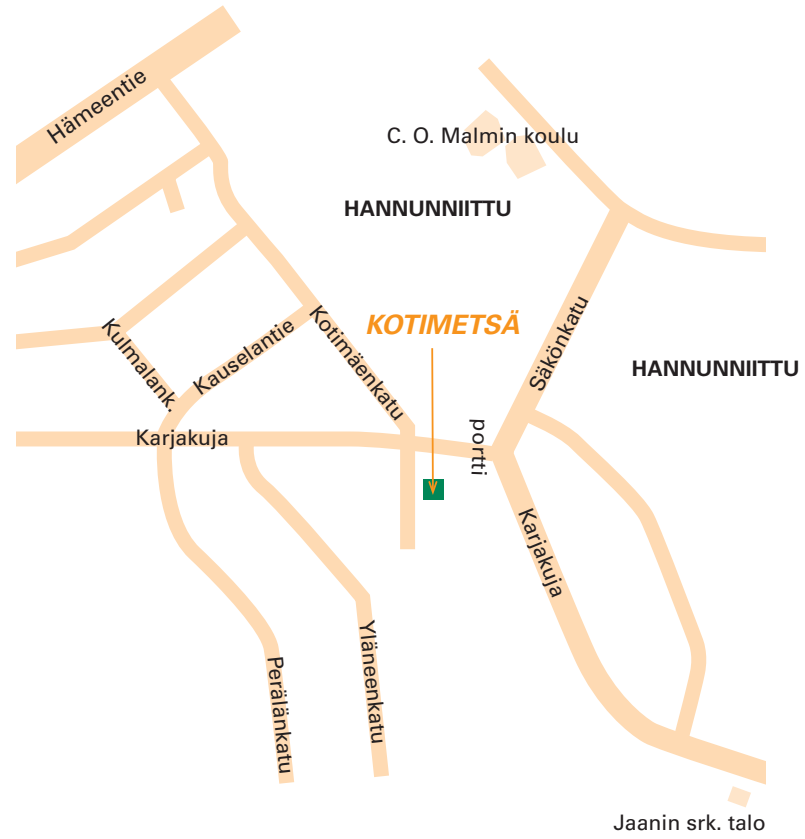 Hämeentie
C. O. Malmin koulu
HANNUNNIITTU
KOTIMETSÄ
Säkönkatu
HANNUNNIITTU
Kulmalank.
Kauselantie
Kotimäenkatu
Karjakuja
portti
Karjakuja
Perälänkatu
Yläneenkatu
Jaanin srk. talo